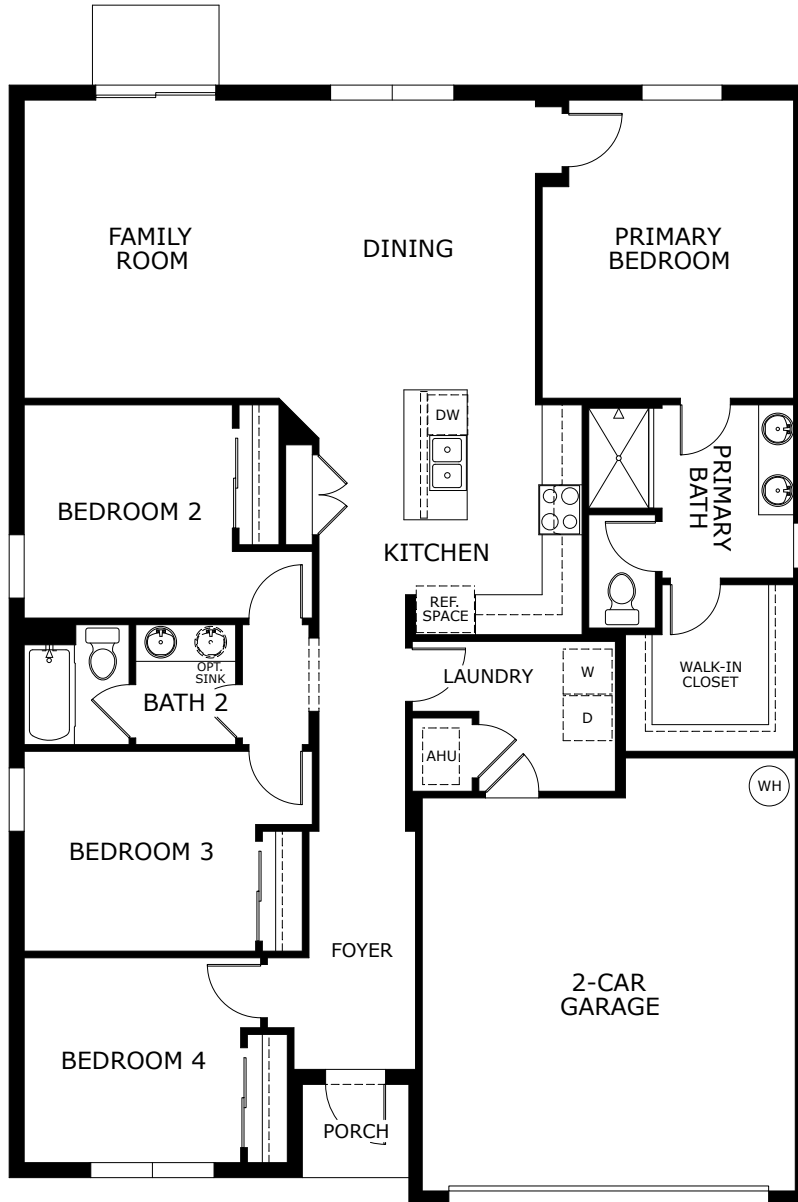 FAMILY
ROOM
DINING
PRIMARY
BEDROOM
DW
BEDROOM 2
PRIMARY
BATH
KITCHEN
REF.
SPACE
OPT.
SINK
BATH 2
LAUNDRY
W
D
WALK-IN
CLOSET
AHU
WH
BEDROOM 3
FOYER
2-CAR
GARAGE
BEDROOM 4
PORCH